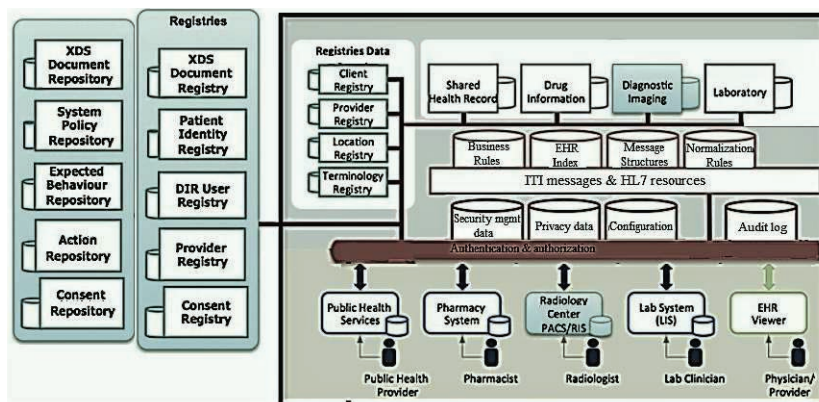 XDS
Document
Repository
System
Policy
Repository
Expected
Behaviour
Repository
Action
Repository
Consent
Repository
Registries
XDS
Document
Registry
Patient
Identity
Registry
DIR User
Registry
Provider
Registry
Consent
Registry
Registries Data
Client
Registry
Provider
Registry
Location
Registry
Terminology
Registry
Shared
Health Record
Drug
Information
Diagnostic
Imaging
Laboratory
Business
Rules
EHR
Index
Message
Structures
Normalization
Rules
ITI messages & HL7 resources
Security mgmt
data
Privacy data
Configuration
Audit log
Authentication & authorization
Public Health
Services
Pharmacy
System
Radiology
Center
PACS/RIS
Lab System
(LIS)
EHR
Viewer
Public Health
Provider
Pharmacist
Radiologist
Lab Clinician
Physician/
Provider